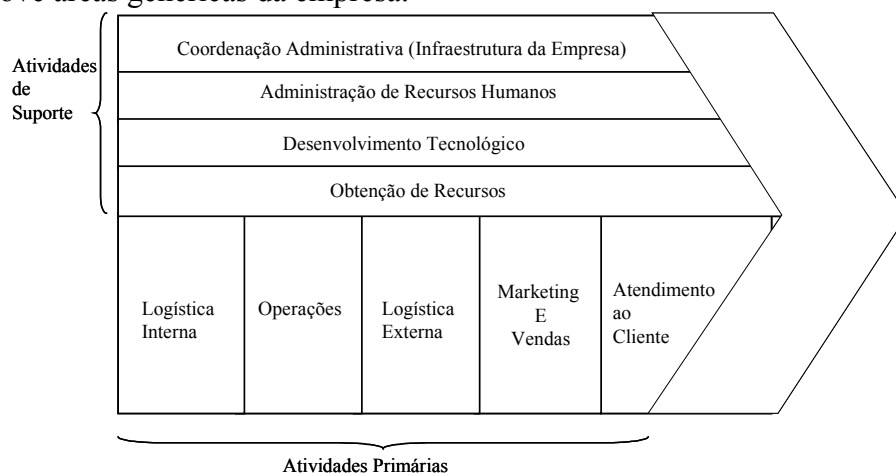 ove áreas genéricas da empresa.
Coordenação Administrativa (Infraestrutura da Empresa)
Atividades
de
Suporte
Administração de Recursos Humanos
Desenvolvimento Tecnológico
Obtenção de Recursos
Logística
Interna
Operações
Logística
Externa
Marketing
E
Vendas
Atendimento
ao
Cliente
Atividades Primárias